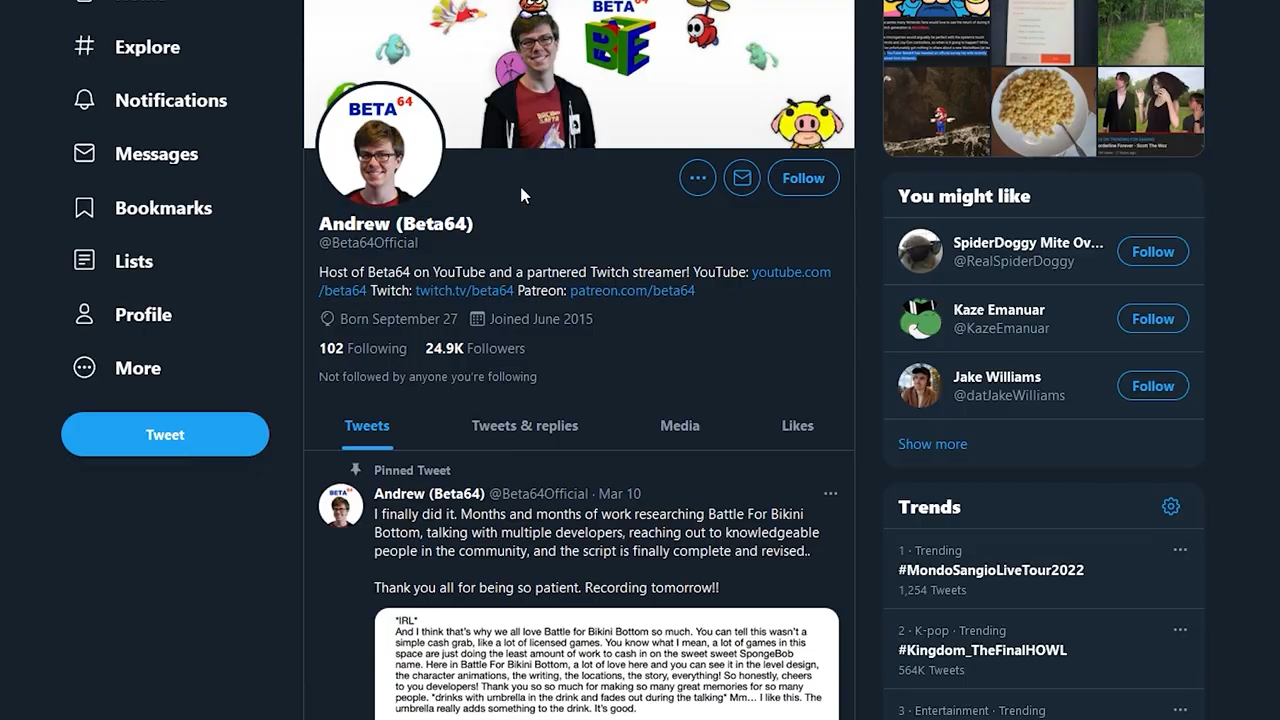 Explore
Notifications
Messages
Bookmarks
Lists
Profile
More
Tweet
BETA 64
BE
BETA 64
Follow
Andrew (Beta64)
@Beta64Official
Host of Beta64 on YouTube and a partnered Twitch streamer! YouTube: youtube.com
/beta64 Twitch: twitch.tv/beta64 Patreon: patreon.com/beta64
Born September 27 Joined June 2015
102 Following 24.9K Followers
Not followed by anyone you're following
Tweets Tweets & replies Media Likes
Pinned Tweet
BETA 64
Andrew (Beta64) @Beta64Official · Mar 10
I finally did it. Months and months of work researching Battle For Bikini
Bottom, talking with multiple developers, reaching out to knowledgeable
people in the community, and the script is finally complete and revised..
Thank you all for being so patient. Recording tomorrow!!
*IRL*
And I think that's why we all love Battle for Bikini Bottom so much. You can tell this wasn't a
simple cash grab, like a lot of licensed games. You know what I mean, a lot of games in this
space are just doing the least amount of work to cash in on the sweet sweet SpongeBob
name. Here in Battle For Bikini Bottom, a lot of love here and you can see it in the level design,
the character animations, the writing, the locations, the story, everything! So honestly, cheers
to you developers! Thank you so so much for making so many great memories for so many
people. *drinks with umbrella in the drink and fades out during the talking* Mm... I like this. The
umbrella really adds something to the drink. It's good.
orderline Forever - Scott The Woz
You might like
SpiderDoggy Mite Ov...
@RealSpiderDoggy
Follow
Kaze Emanuar
@KazeEmanuar
Follow
Jake Williams
@datJakeWilliams
Follow
Show more
Trends
1 · Trending
#MondoSangioLiveTour2022
1,254 Tweets
2 · K-pop · Trending
#Kingdom_TheFinalHOWL
564K Tweets
3 · Entertainment · Trending